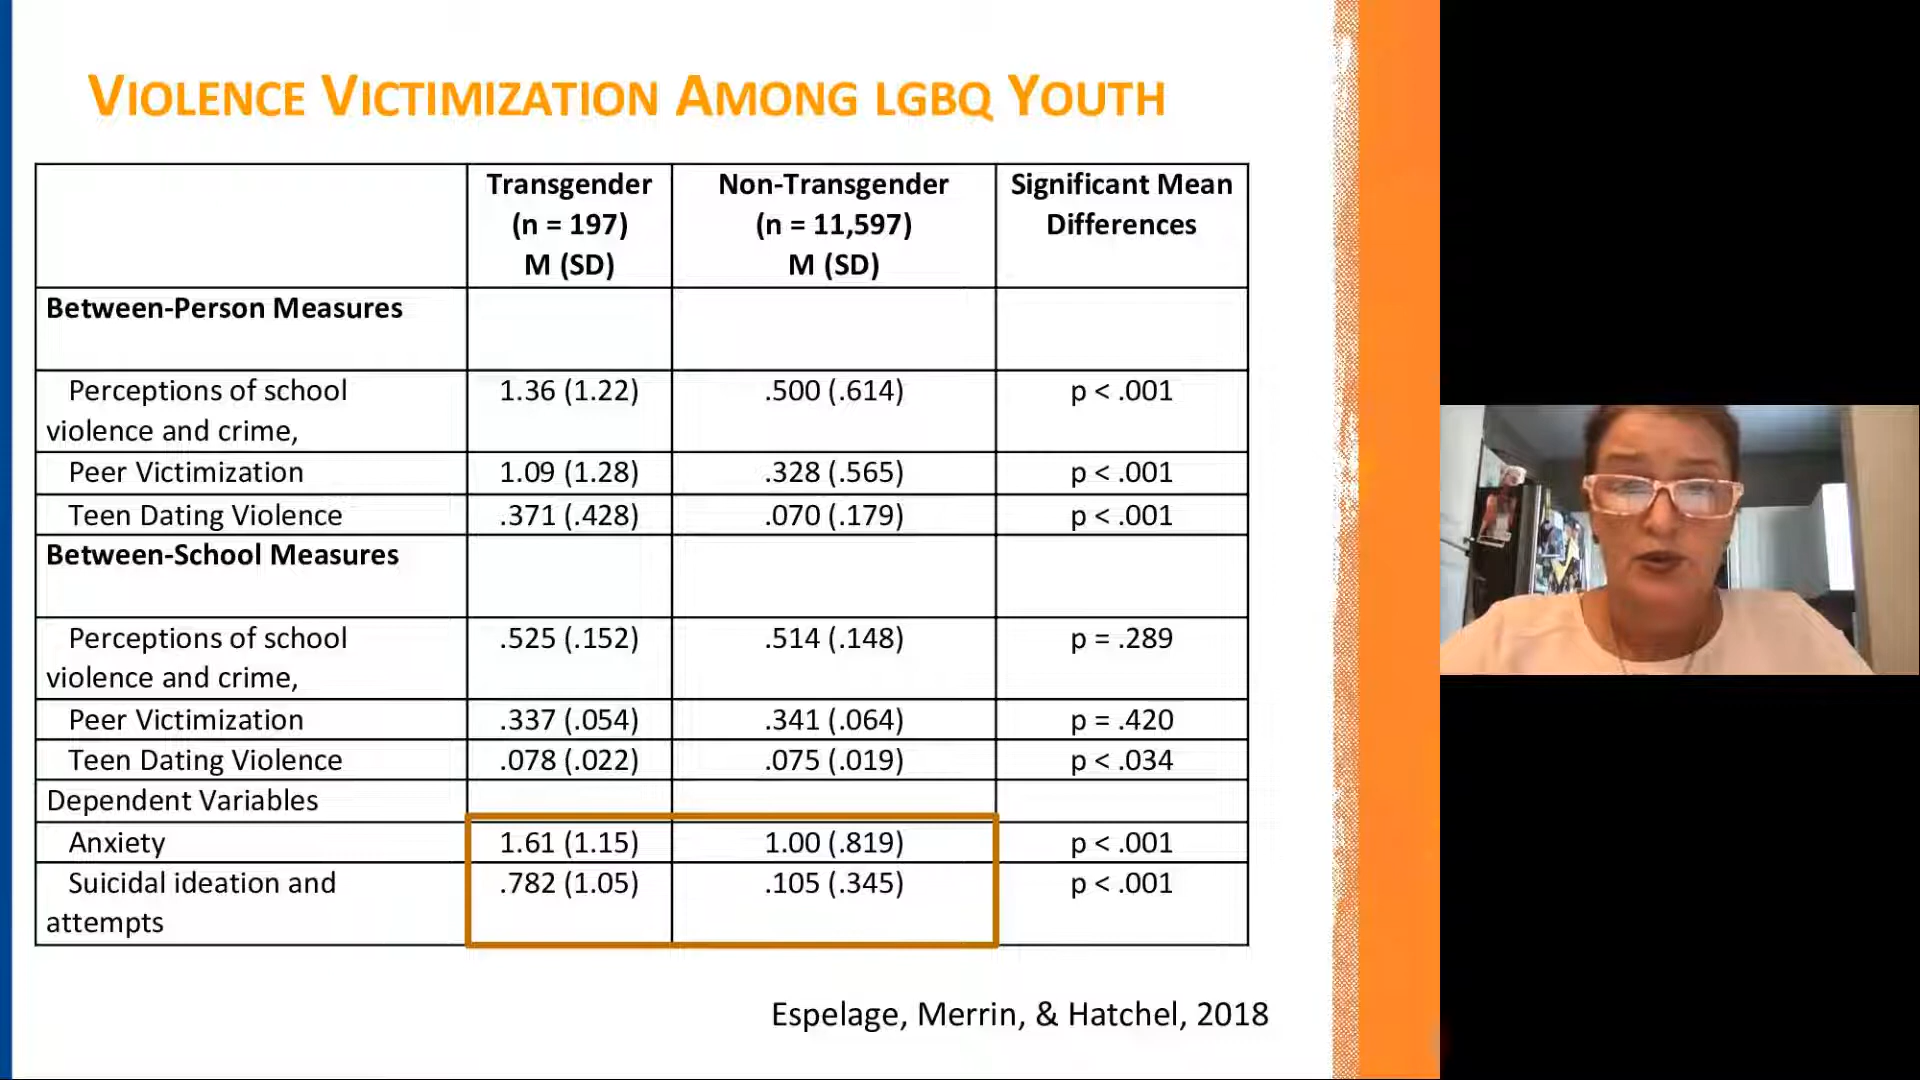 VIOLENCE VICTIMIZATION AMONG LGBQ YOUTH
Transgender Non-Transgender Significant Mean
(n = 197) (n = 11,597) Differences
M (SD) M (SD)
Between-Person Measures
Perceptions of school 1.36 (1.22) .500 (.614) p < .001
violence and crime,
Peer Victimization 1.09 (1.28) .328 (.565) p < .001
Teen Dating Violence .371 (.428) .070 (.179) p < .001
Between-School Measures
Perceptions of school .525 (.152) .514 (.148) p = .289
violence and crime,
Peer Victimization .337 (.054) .341 (.064) p = .420
Teen Dating Violence .078 (.022) .075 (.019) p < .034
Dependent Variables
Anxiety 1.61 (1.15) 1.00 (.819) p < .001
Suicidal ideation and .782 (1.05) .105 (.345) p < .001
attempts
Espelage, Merrin, & Hatchel, 2018